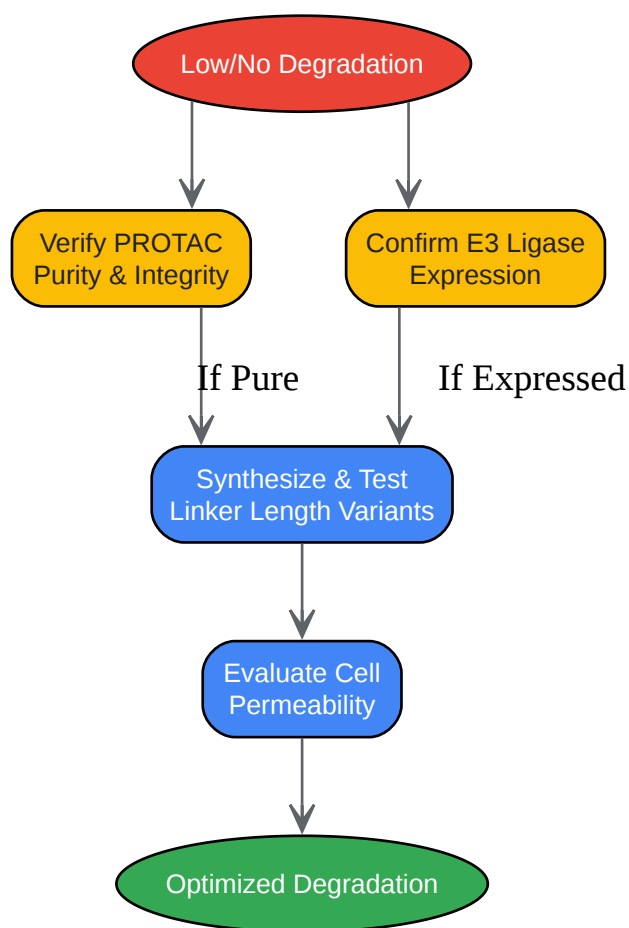 Low/No Degradation
Verify PROTAC
Purity & Integrity
Confirm E3 Ligase
Expression
If Pure
If Expressed
Synthesize & Test
Linker Length Variants
Evaluate Cell
Permeability
Optimized Degradation